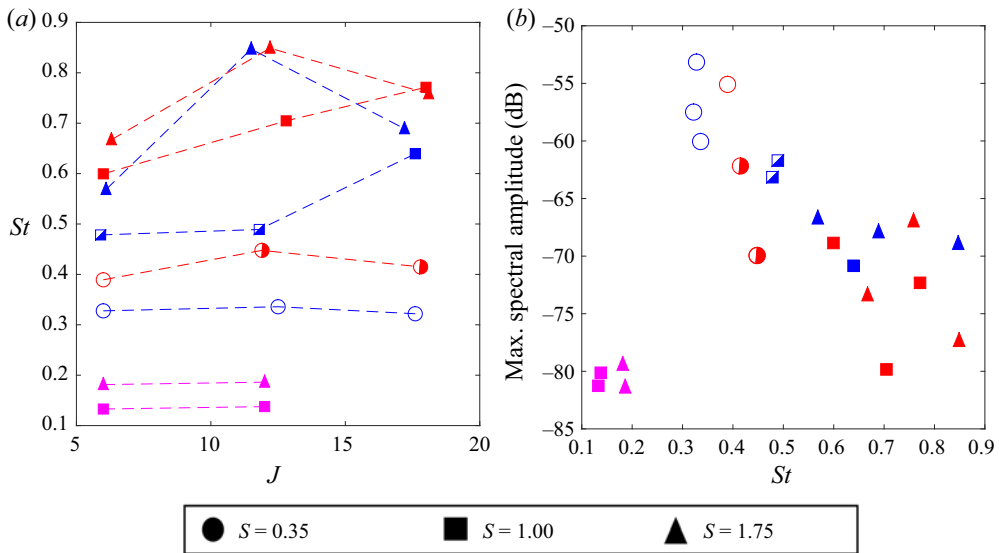 (a)
0.9
0.8
0.7
0.6
St
0.5
0.4
0.3
0.2
0.1
5 10 15 20
J
(b)
Max. spectral amplitude (dB)
–50
–55
–60
–65
–70
–75
–80
–85
0.1 0.2 0.3 0.4 0.5 0.6 0.7 0.8 0.9
St
S = 0.35 S = 1.00 S = 1.75